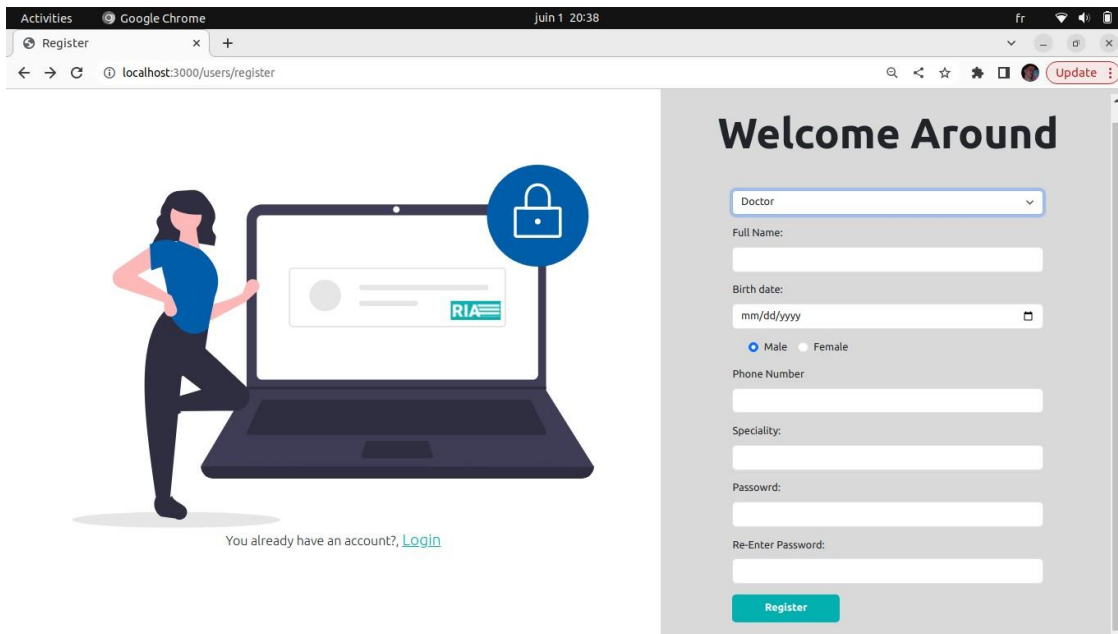 Activities Google Chrome juin 1 20:38 fr
Register
localhost:3000/users/register Update
Welcome Around
Doctor
Full Name:
Birth date:
mm/dd/yyyy
Male Female
Phone Number
Speciality:
Passowrd:
Re-Enter Password:
Register
RIA
You already have an account?, Login